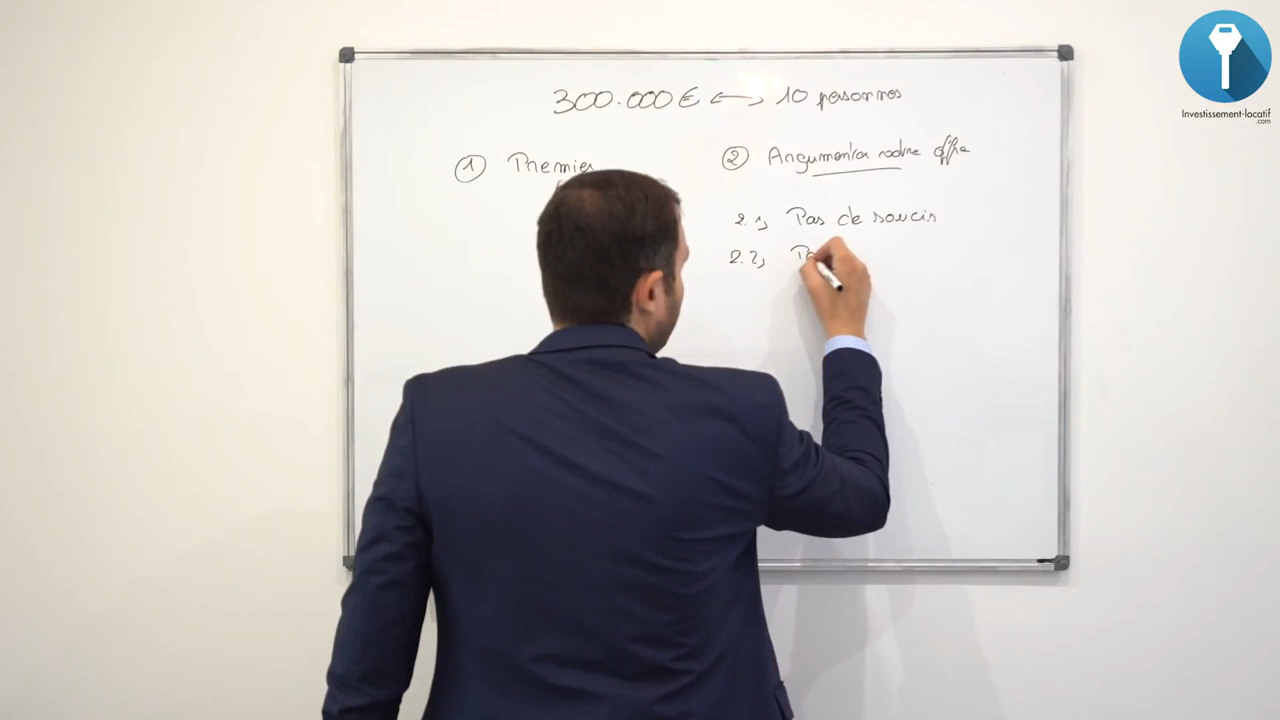 300.000 € ↔ 10 personnes
① Premier
② Argumenter notre offre
2.1, Pas de soucis
2.2, Pa
Investissement-locatif
.com